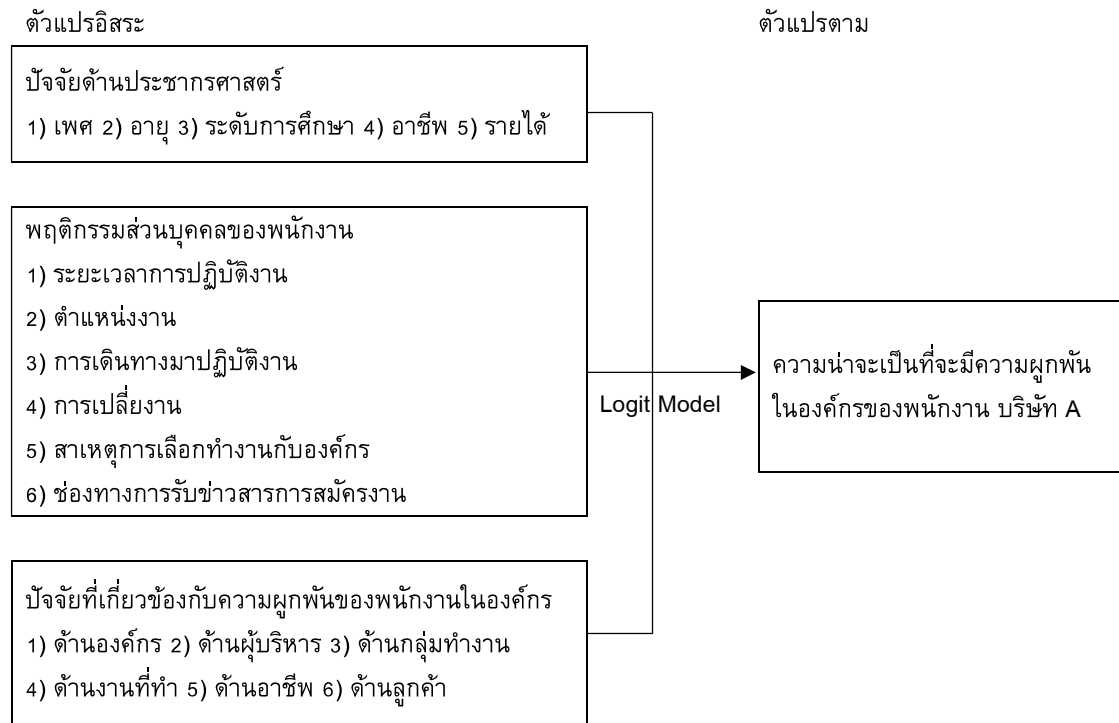 ตัวแปรอิสระ
ตัวแปรตาม
ปัจจัยด้านประชากรศาสตร์
1) เพศ 2) อายุ 3) ระดับการศึกษา 4) อาชีพ 5) รายได้
พฤติกรรมส่วนบุคคลของพนักงาน
1) ระยะเวลาการปฏิบัติงาน
2) ตำแหน่งงาน
3) การเดินทางมาปฏิบัติงาน
4) การเปลี่ยงาน
5) สาเหตุการเลือกทำงานกับองค์กร
6) ช่องทางการรับข่าวสารการสมัครงาน
ปัจจัยที่เกี่ยวข้องกับความผูกพันของพนักงานในองค์กร
1) ด้านองค์กร 2) ด้านผุ้บริหาร 3) ด้านกลุ่มทำงาน
4) ด้านงานที่ทำ 5) ด้านอาชีพ 6) ด้านลูกค้า
Logit Model
ความน่าจะเป็นที่จะมีความผูกพัน
ในองค์กรของพนักงาน บริษัท A